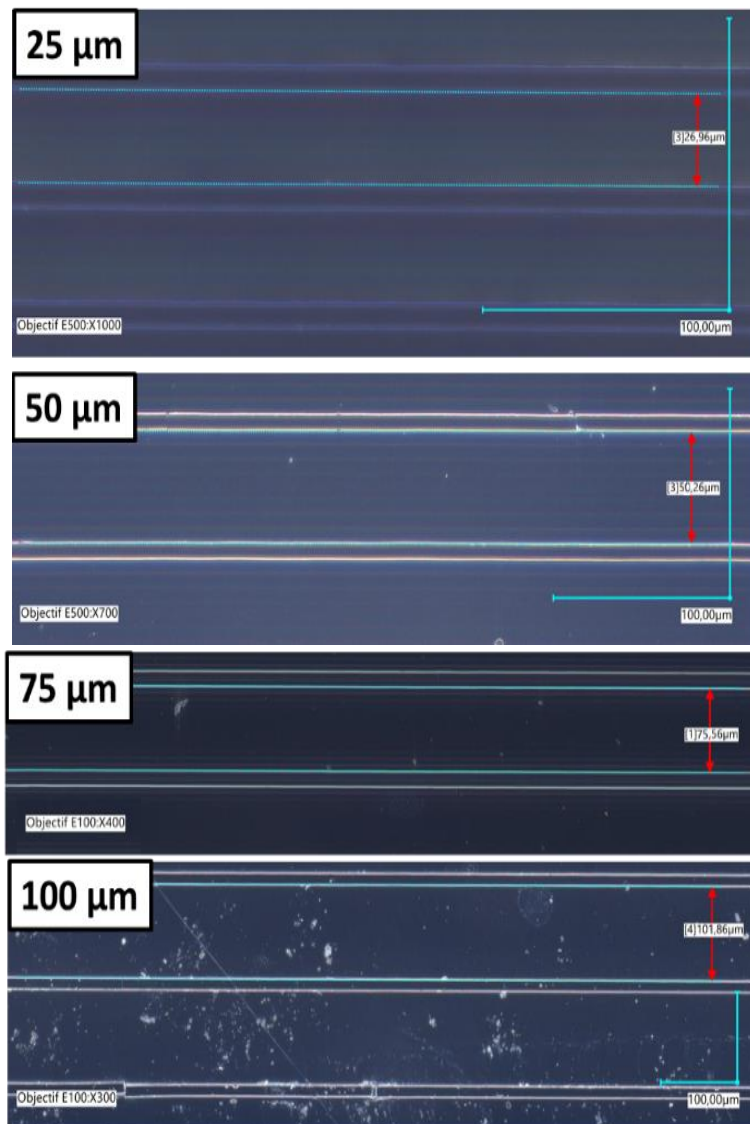 25 µm
[3]26,96µm
Objectif E500:X1000
100,00µm
50 µm
[3]50,26µm
Objectif E500:X700
100,00µm
75 µm
[1]75,56µm
Objectif E100:X400
100 µm
[4]101,86µm
Objectif E100:X300
100,00µm